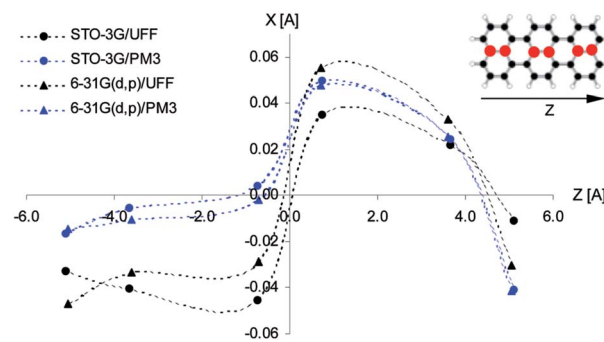 X [A]
STO-3G/UFF
STO-3G/PM3
6-31G(d,p)/UFF
6-31G(d,p)/PM3
0.06
0.04
0.02
0.00
-0.02
-0.04
-0.06
-6.0
-4.0
-2.0
0.0
2.0
4.0
6.0
Z [A]
Z